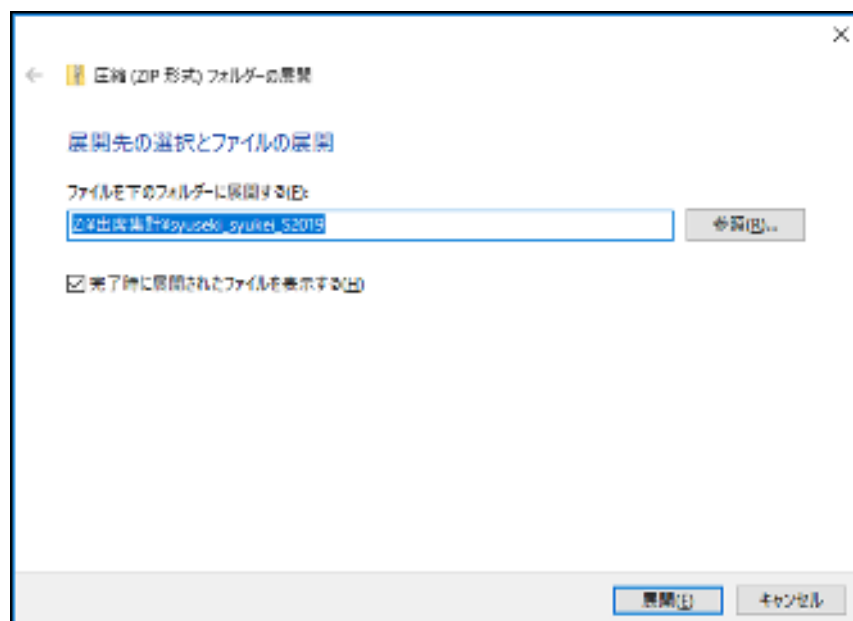 圧縮 (ZIP 形式) フォルダーの展開
展開先の選択とファイルの展開
ファイルを下のフォルダーに展開する(E):
Z:¥出席集計¥syuseki_syukei_S2019
参照(R)...
完了時に展開されたファイルを表示する(H)
展開(E)
キャンセル